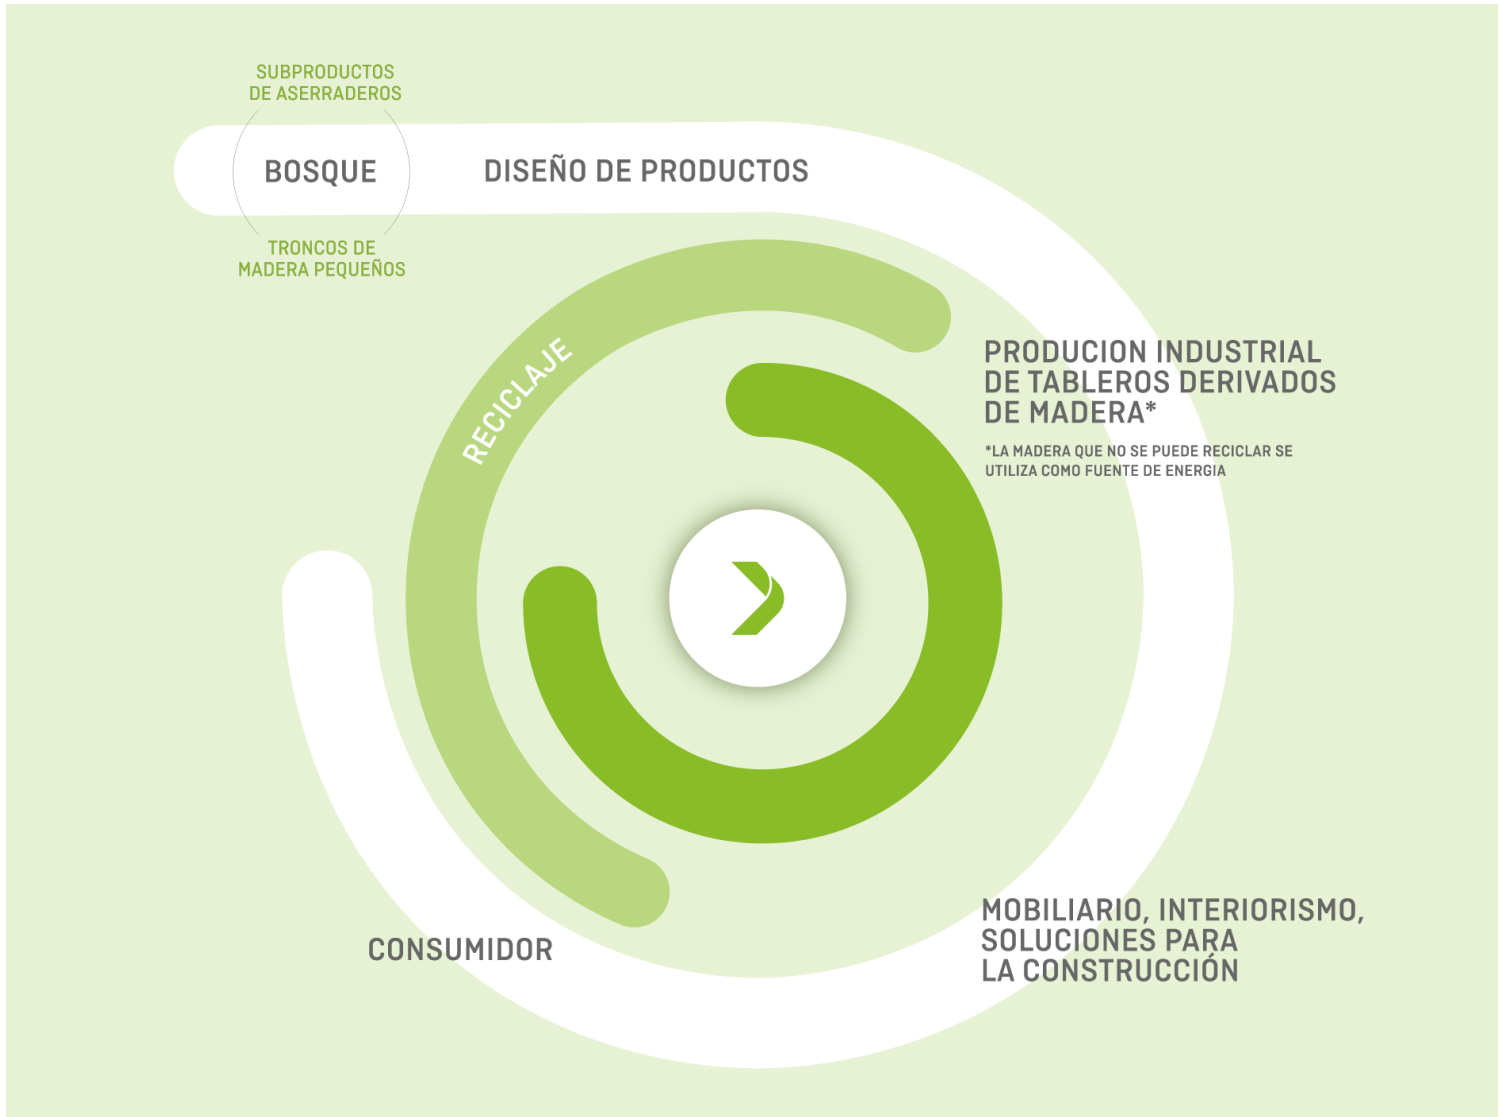 SUBPRODUCTOS
DE ASERRADEROS
BOSQUE
TRONCOS DE
MADERA PEQUEÑOS
DISEÑO DE PRODUCTOS
RECICLAJE
PRODUCION INDUSTRIAL
DE TABLEROS DERIVADOS
DE MADERA*
*LA MADERA QUE NO SE PUEDE RECICLAR SE
UTILIZA COMO FUENTE DE ENERGIA
MOBILIARIO, INTERIORISMO,
SOLUCIONES PARA
LA CONSTRUCCIÓN
CONSUMIDOR